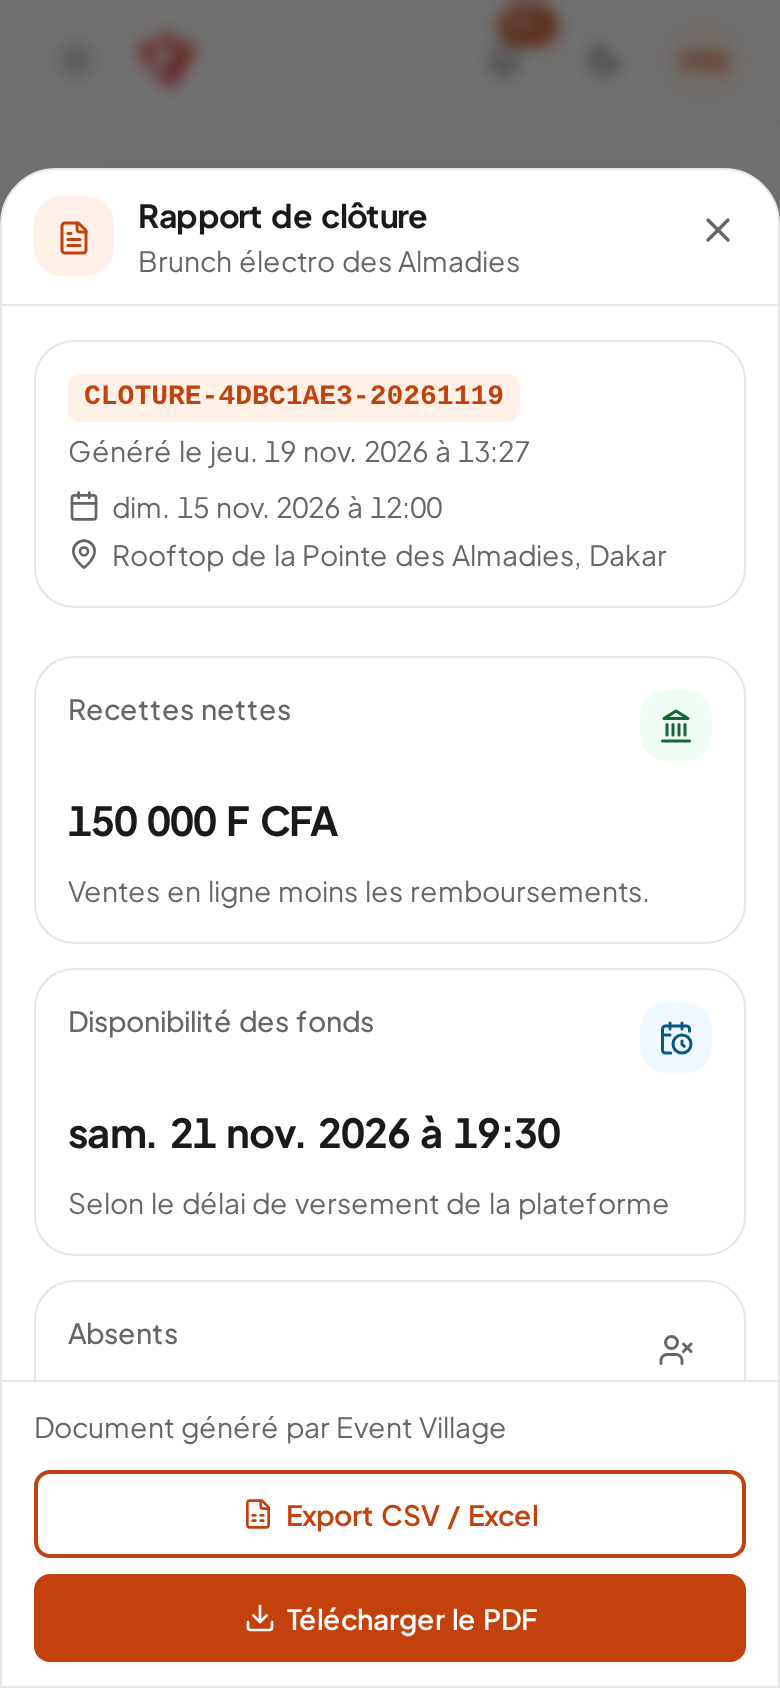 Rapport de clôture
Brunch électro des Almadies
CLOTURE-4DBC1AE3-20261119
Généré le jeu. 19 nov. 2026 à 13:27
dim. 15 nov. 2026 à 12:00
Rooftop de la Pointe des Almadies, Dakar
Recettes nettes
150 000 F CFA
Ventes en ligne moins les remboursements.
Disponibilité des fonds
sam. 21 nov. 2026 à 19:30
Selon le délai de versement de la plateforme
Absents
Document généré par Event Village
Export CSV / Excel
Télécharger le PDF